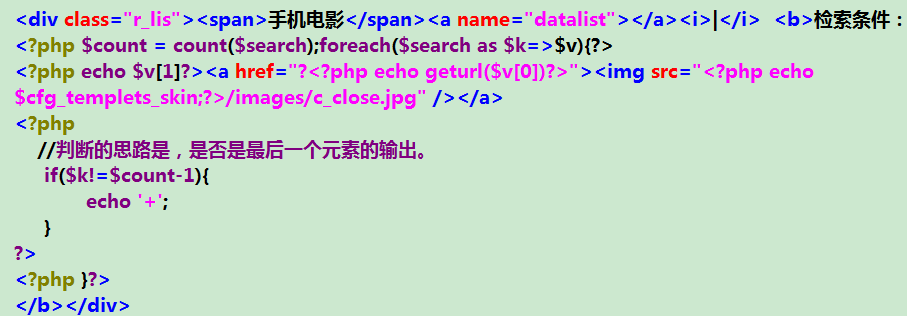 <div class="r_lis"><span>手机电影</span><a name="datalist"></a><i>|</i>  <b>检索条件：
<?php $count = count($search);foreach($search as $k=>$v){?>
<?php echo $v[1]?><a href="?<?php echo geturl($v[0])?>"><img src="<?php echo
$cfg_templets_skin;?>/images/c_close.jpg" /></a>
<?php
//判断的思路是，是否是最后一个元素的输出。
if($k!=$count-1){
echo '+';
}
?>
<?php }?>
</b></div>